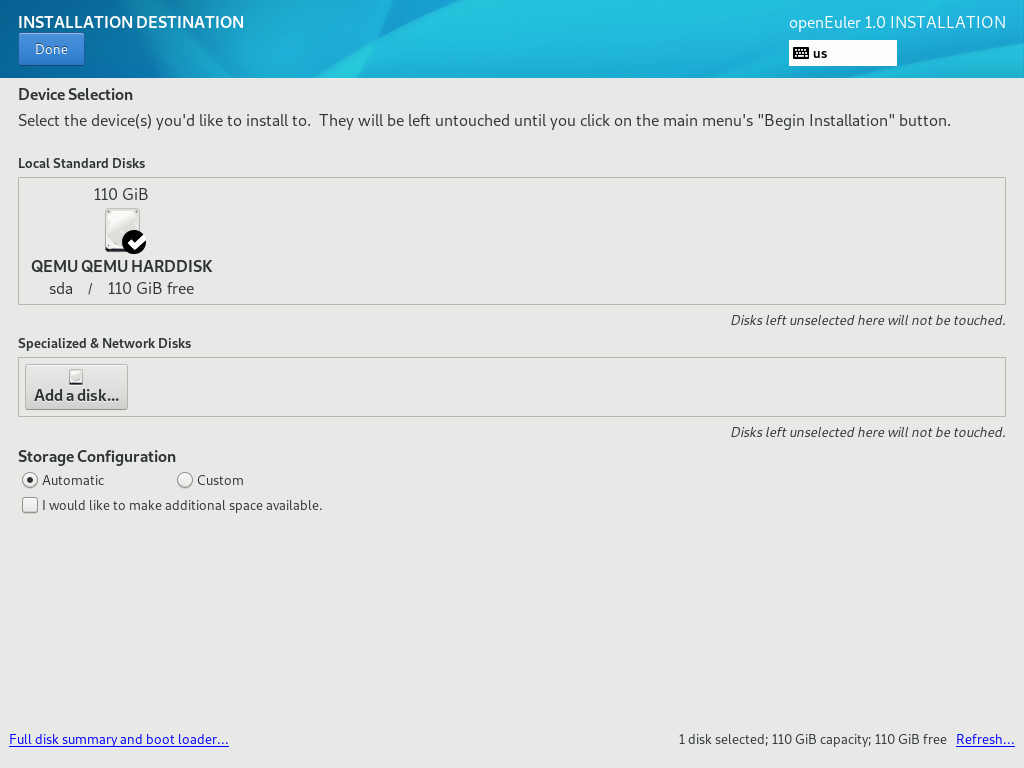 INSTALLATION DESTINATION
openEuler 1.0 INSTALLATION
Done
us
Device Selection
Select the device(s) you'd like to install to.  They will be left untouched until you click on the main menu's "Begin Installation" button.
Local Standard Disks
110 GiB
QEMU QEMU HARDDISK
sda / 110 GiB free
Disks left unselected here will not be touched.
Specialized & Network Disks
Add a disk...
Disks left unselected here will not be touched.
Storage Configuration
Automatic Custom
I would like to make additional space available.
Full disk summary and boot loader...
1 disk selected; 110 GiB capacity; 110 GiB free Refresh...